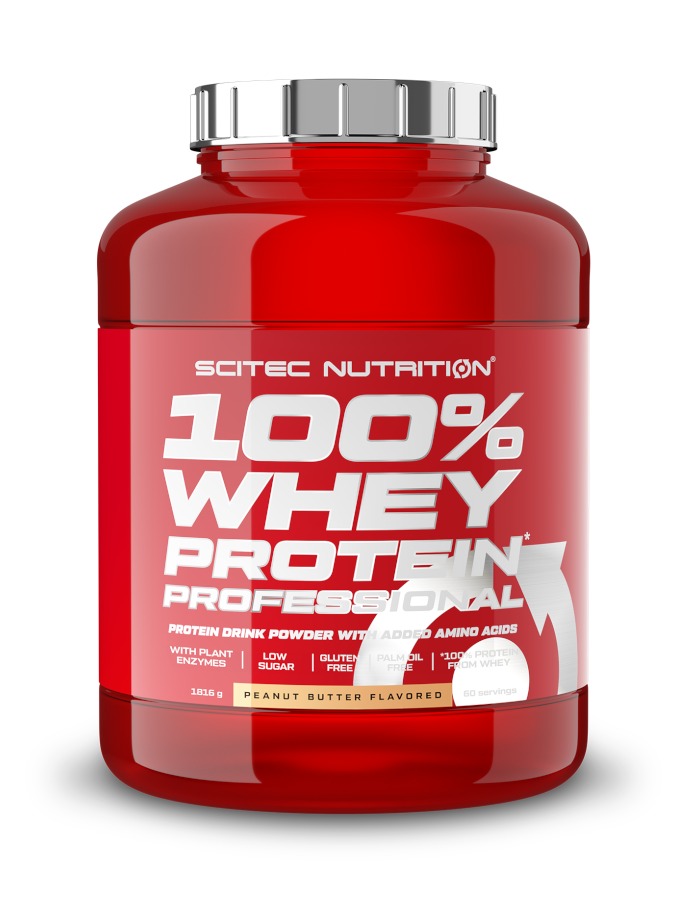 SCITEC NUTRITION®
100%
WHEY
PROTEIN*
PROFESSIONAL
PROTEIN DRINK POWDER WITH ADDED AMINO ACIDS
WITH PLANT ENZYMES | LOW SUGAR | GLUTEN FREE | PALM OIL FREE | *100% PROTEIN FROM WHEY
1816 g PEANUT BUTTER FLAVORED 60 servings